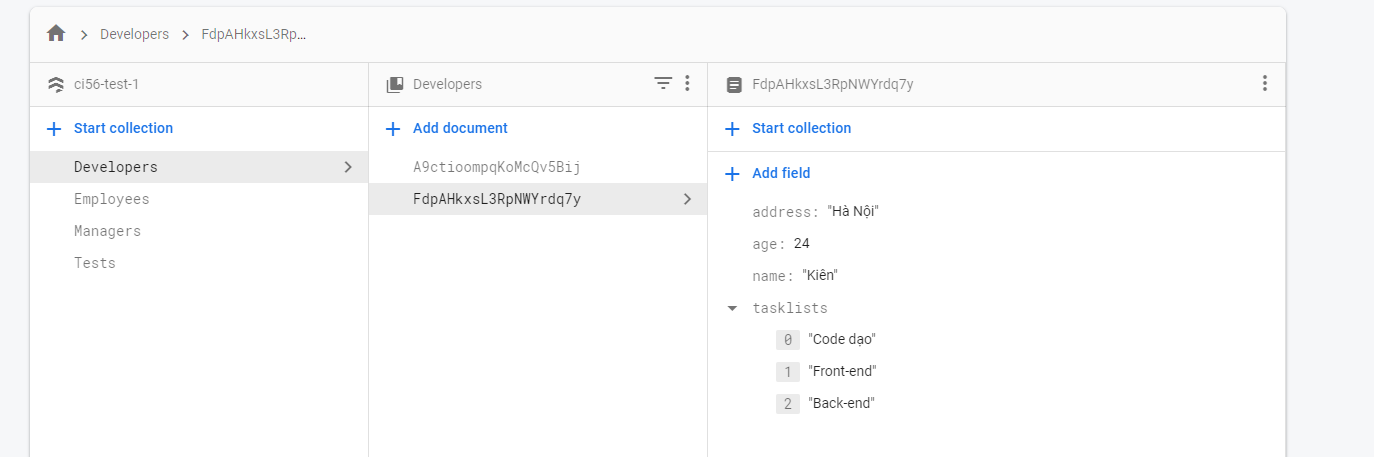 Developers
FdpAHkxsL3Rp...
ci56-test-1
Start collection
Developers
Employees
Managers
Tests
Developers
Add document
A9ctioompqKoMcQv5Bij
FdpAHkxsL3RpNWYrdq7y
FdpAHkxsL3RpNWYrdq7y
Start collection
Add field
address: "Hà Nội"
age: 24
name: "Kiên"
tasklists
0 "Code dạo"
1 "Front-end"
2 "Back-end"